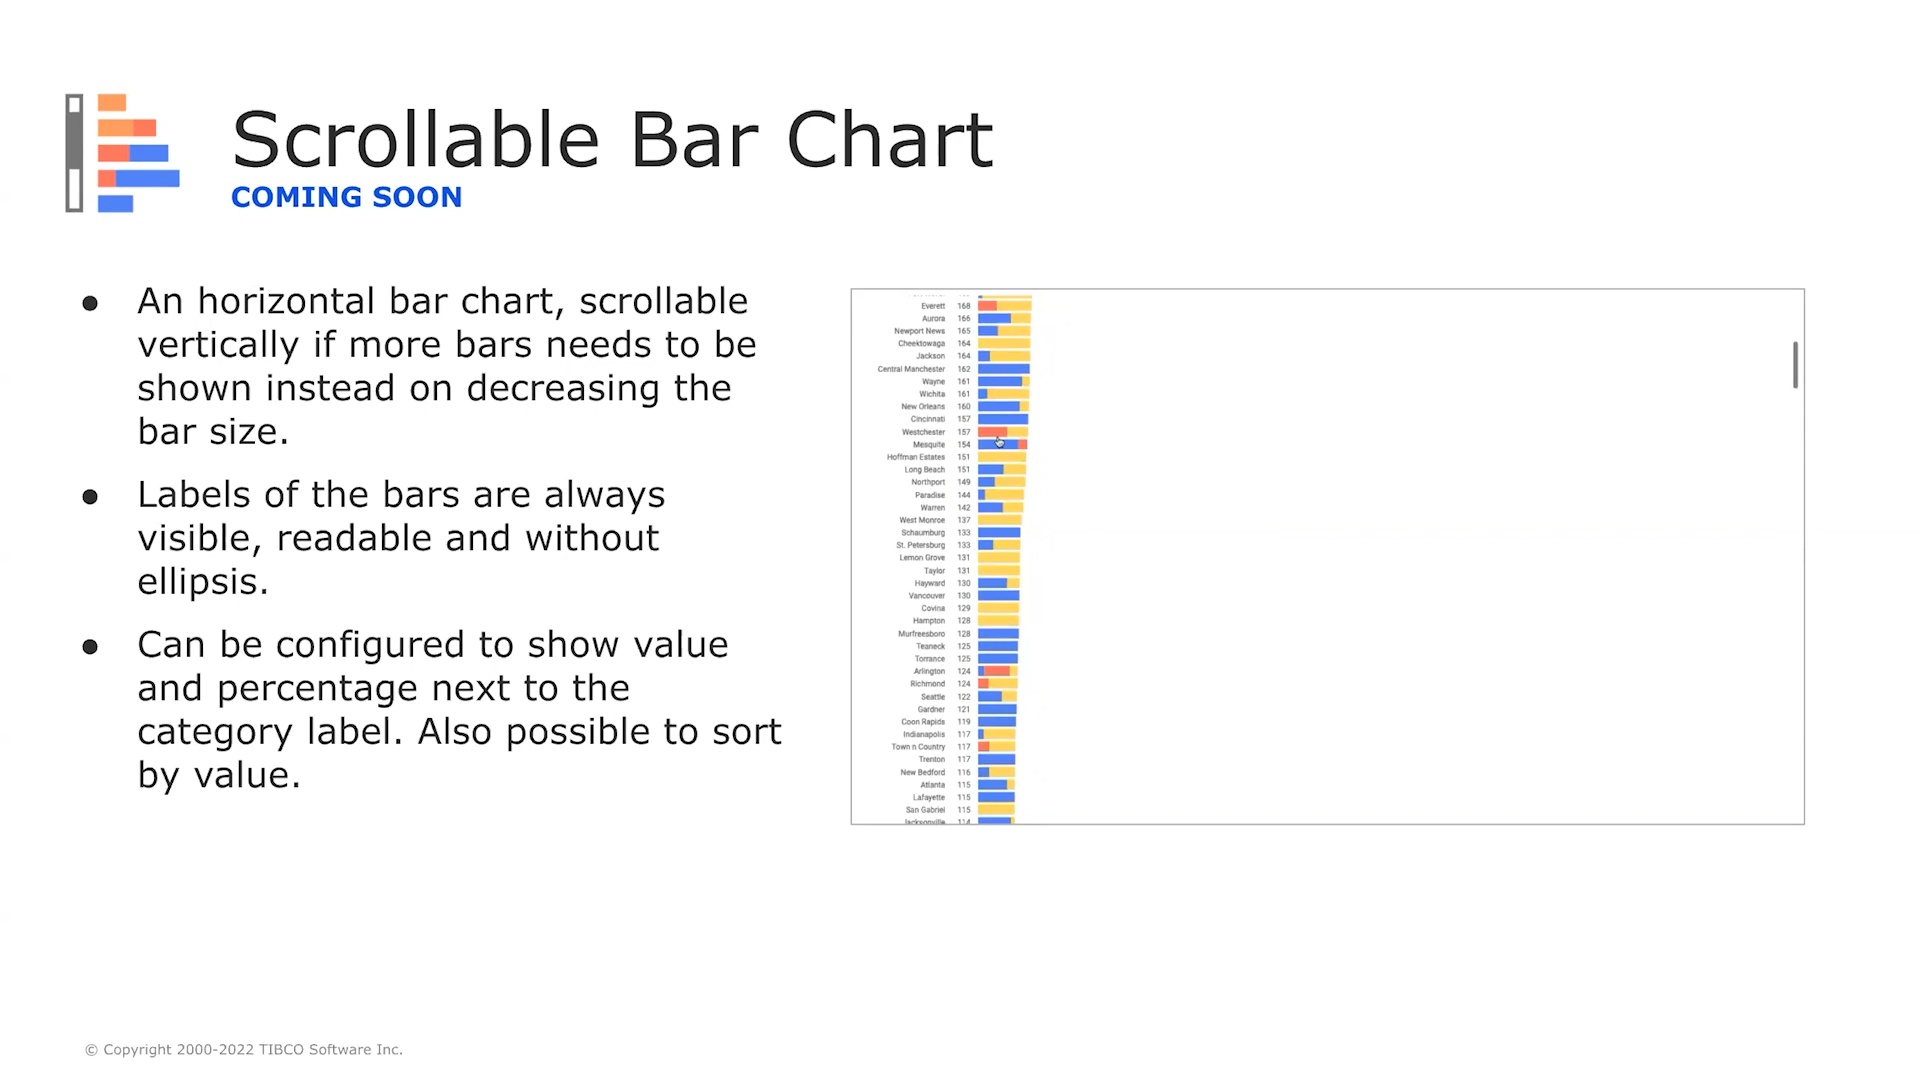 Scrollable Bar Chart
COMING SOON
● An horizontal bar chart, scrollable
vertically if more bars needs to be
shown instead on decreasing the
bar size.
● Labels of the bars are always
visible, readable and without
ellipsis.
● Can be configured to show value
and percentage next to the
category label. Also possible to sort
by value.
Everett 168
Aurora 166
Newport News 165
Cheektowaga 164
Jackson 164
Central Manchester 162
Wayne 161
Wichita 161
New Orleans 160
Cincinnati 157
Westchester 157
Mesquite 154
Hoffman Estates 151
Long Beach 151
Northport 149
Paradise 144
Warren 142
West Monroe 137
Schaumburg 133
St. Petersburg 133
Lemon Grove 131
Taylor 131
Hayward 130
Vancouver 130
Covina 129
Hampton 128
Murfreesboro 128
Teaneck 125
Torrance 125
Arlington 124
Richmond 124
Seattle 122
Gardner 121
Coon Rapids 119
Indianapolis 117
Town n Country 117
Trenton 117
New Bedford 116
Atlanta 115
Lafayette 115
San Gabriel 115
Jacksonville 114
© Copyright 2000-2022 TIBCO Software Inc.